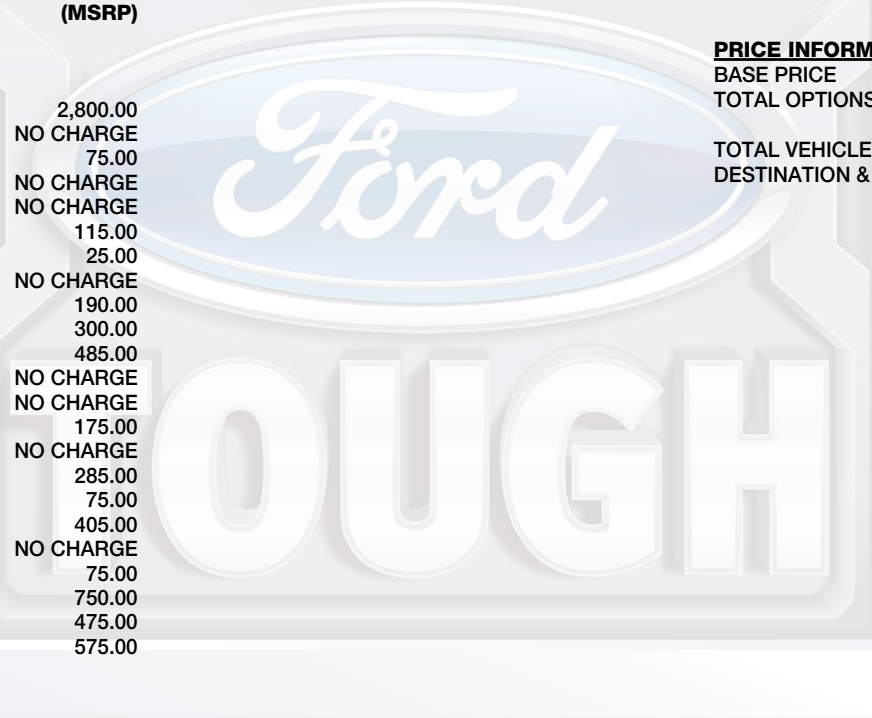 (MSRP)
2,800.00
NO CHARGE
75.00
NO CHARGE
NO CHARGE
115.00
25.00
NO CHARGE
190.00
300.00
485.00
NO CHARGE
NO CHARGE
175.00
NO CHARGE
285.00
75.00
405.00
NO CHARGE
75.00
750.00
475.00
575.00
PRICE INFORM
BASE PRICE
TOTAL OPTIONS
TOTAL VEHICLE
DESTINATION &
Ford
TOUGH